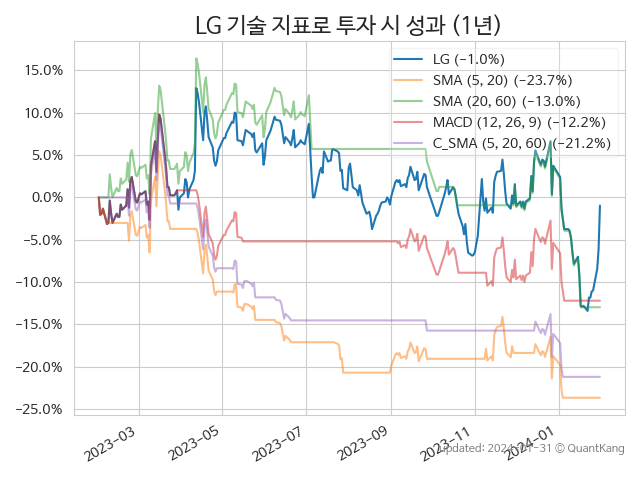 LG 기술 지표로 투자 시 성과 (1년)
LG (−1.0%)
SMA (5, 20) (−23.7%)
SMA (20, 60) (−13.0%)
MACD (12, 26, 9) (−12.2%)
C_SMA (5, 20, 60) (−21.2%)
15.0%
10.0%
5.0%
0.0%
−5.0%
−10.0%
−15.0%
−20.0%
−25.0%
2023-03
2023-05
2023-07
2023-09
2023-11
2024-01
updated: 2024-01-31 © QuantKang